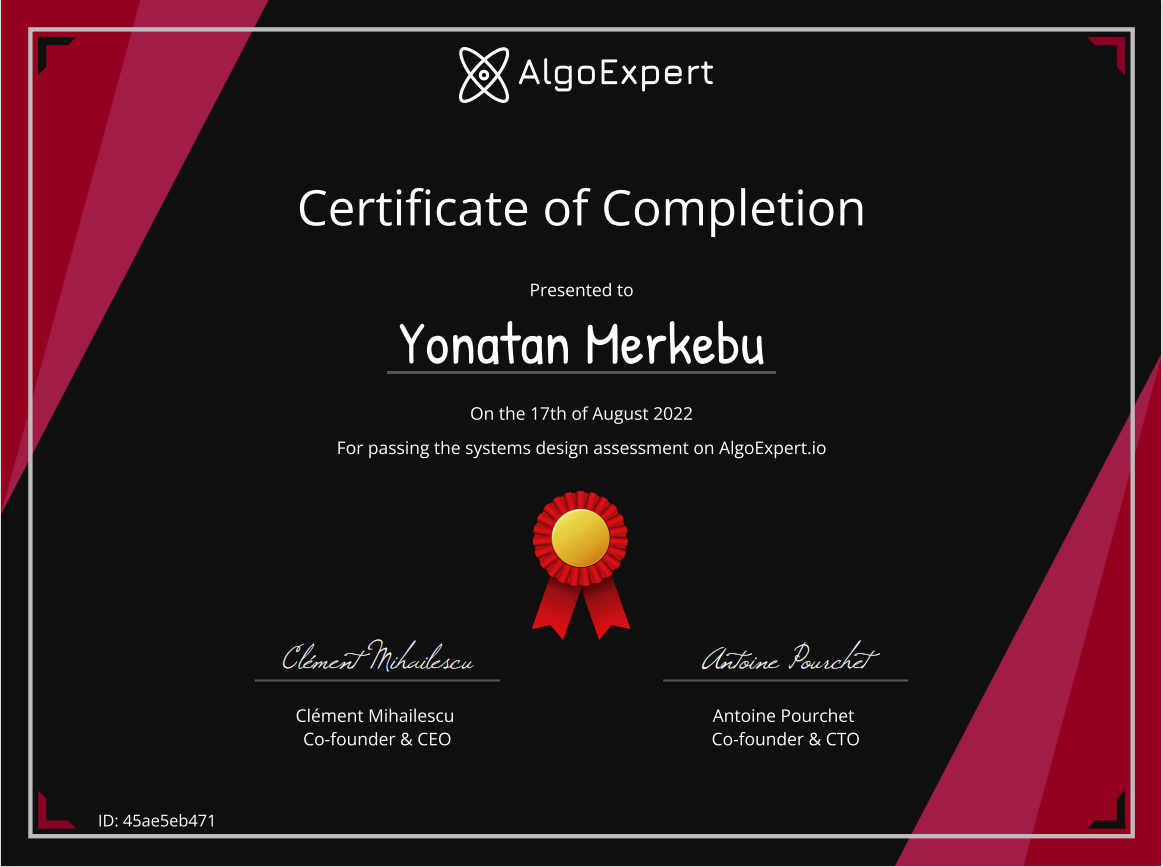 AlgoExpert
Certificate of Completion
Presented to
Yonatan Merkebu
On the 17th of August 2022
For passing the systems design assessment on AlgoExpert.io
Clément Mihailescu
Antoine Pourchet
Clément Mihailescu
Co-founder & CEO
Antoine Pourchet
Co-founder & CTO
ID: 45ae5eb471